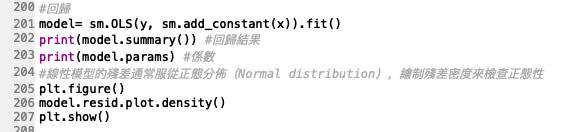 200 #回歸
201 model= sm.OLS(y, sm.add_constant(x)).fit()
202 print(model.summary()) #回歸結果
203 print(model.params) #係數
204 #線性模型的殘差通常服從正態分佈（Normal distribution）, 繪制殘差密度來檢查正態性
205 plt.figure()
206 model.resid.plot.density()
207 plt.show()
208